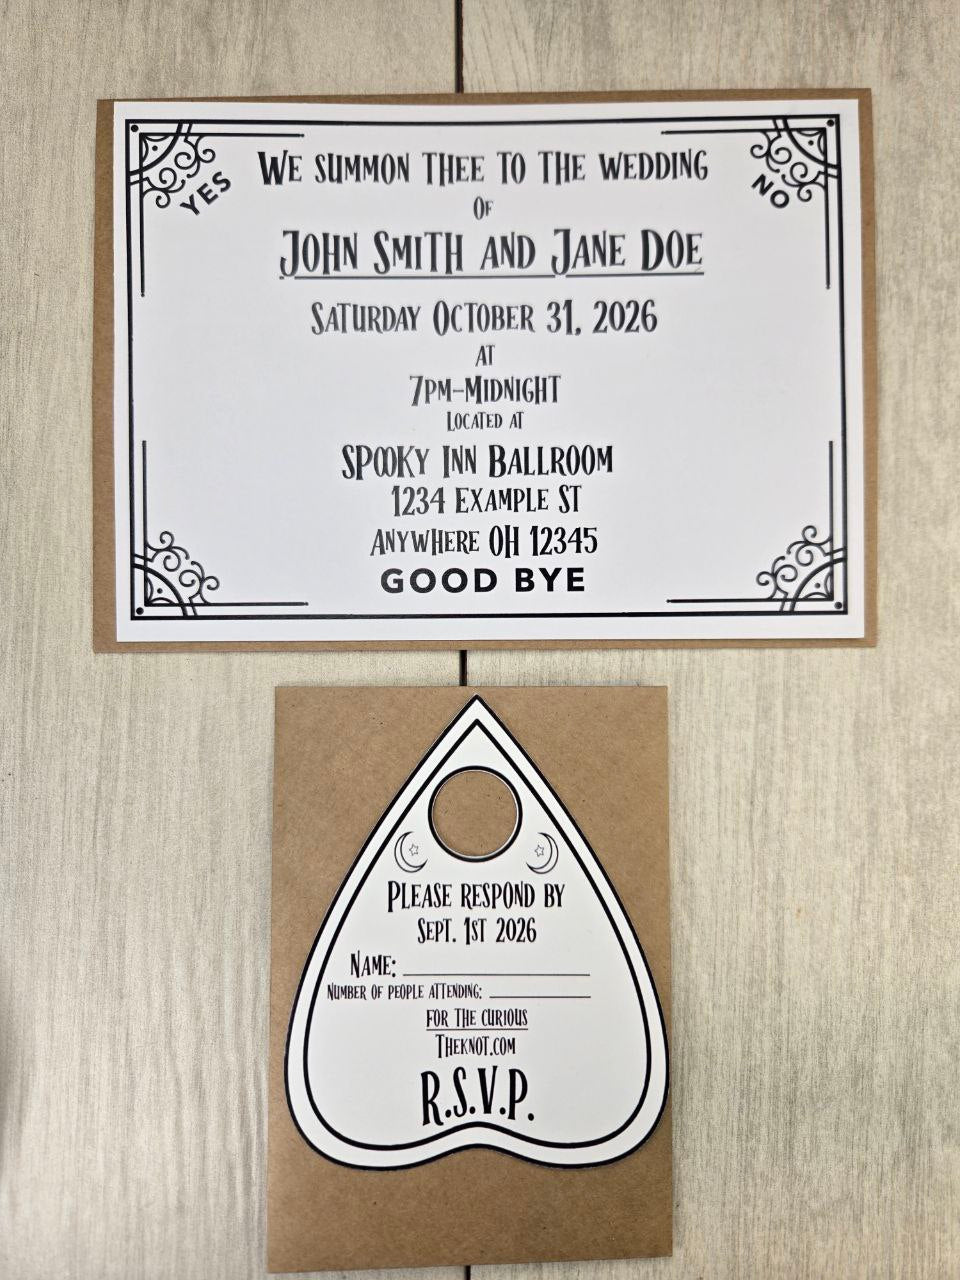 YES
NO
We summon thee to the wedding
Of
John Smith and Jane Doe
Saturday October 31, 2026
at
7pm-Midnight
Located at
Spooky Inn Ballroom
1234 Example St
Anywhere OH 12345
GOOD BYE
Please respond by
Sept. 1st 2026
Name:
Number of people attending:
for the curious
Theknot.com
R.S.V.P.